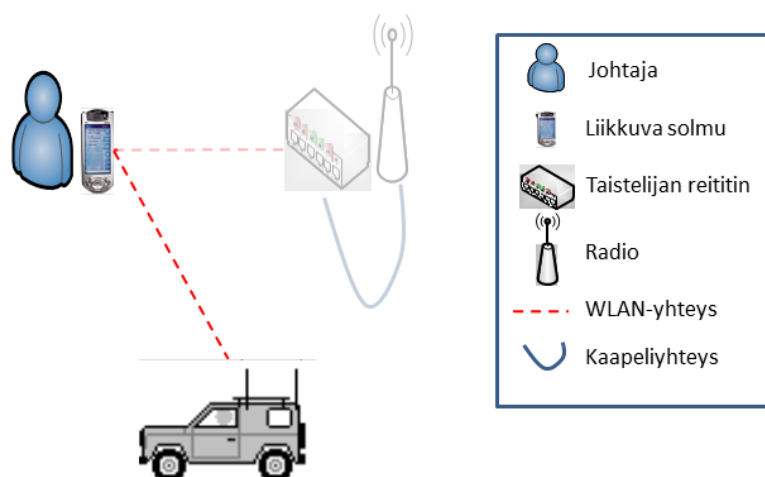 Johtaja
Liikkuva solmu
Taistelijan reititin
Radio
WLAN-yhteys
Kaapeliyhteys